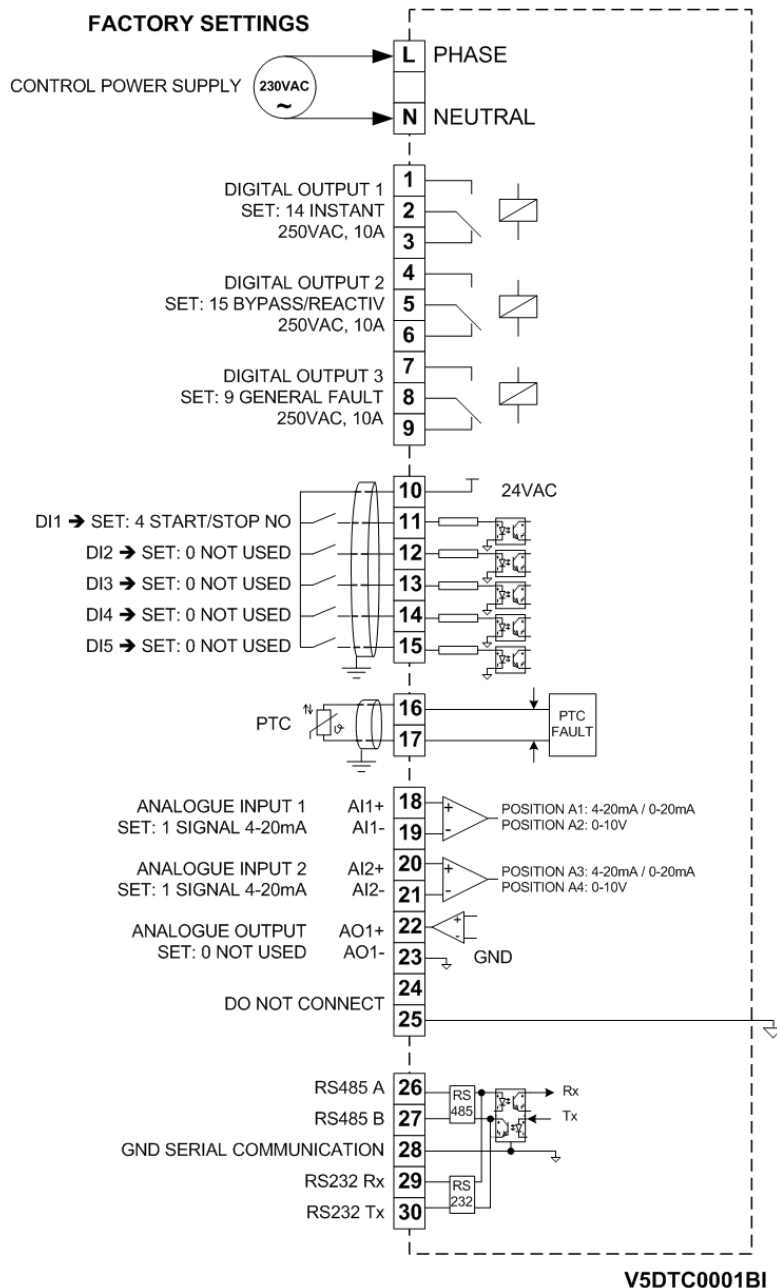 FACTORY SETTINGS
L PHASE
CONTROL POWER SUPPLY 230VAC
~
N NEUTRAL
1
DIGITAL OUTPUT 1
SET: 14 INSTANT 2
250VAC, 10A
3
4
DIGITAL OUTPUT 2
SET: 15 BYPASS/REACTIV 5
250VAC, 10A
6
7
DIGITAL OUTPUT 3
SET: 9 GENERAL FAULT 8
250VAC, 10A
9
10 24VAC
DI1 → SET: 4 START/STOP NO 11
DI2 → SET: 0 NOT USED 12
DI3 → SET: 0 NOT USED 13
DI4 → SET: 0 NOT USED 14
DI5 → SET: 0 NOT USED 15
16
PTC
PTC
FAULT
17
ANALOGUE INPUT 1 AI1+ 18 + POSITION A1: 4-20mA / 0-20mA
SET: 1 SIGNAL 4-20mA AI1- 19 - POSITION A2: 0-10V
ANALOGUE INPUT 2 AI2+ 20 + POSITION A3: 4-20mA / 0-20mA
SET: 1 SIGNAL 4-20mA AI2- 21 - POSITION A4: 0-10V
ANALOGUE OUTPUT AO1+ 22 + -
SET: 0 NOT USED AO1- 23 GND
24
DO NOT CONNECT
25
RS485 A 26 RS Rx
RS485 B 27 485 Tx
GND SERIAL COMMUNICATION 28
RS232 Rx 29 RS
RS232 Tx 30 232
V5DTC0001BI